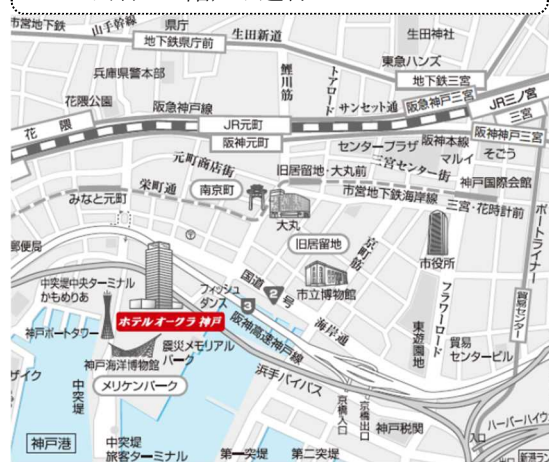 市営地下鉄
山手幹線
県庁
地下鉄県庁前
生田新道
生田神社
東急ハンズ
地下鉄三宮
兵庫県警本部
花隈公園
鯉川筋
トアロード
阪急神戸線
サンセット通
阪急神戸三宮
JR三ノ宮
三宮
花隈
JR元町
阪神元町
センタープラザ
阪神本線
阪神神戸三宮
マルイ
そごう
元町商店街
三宮センター街
旧居留地・大丸前
栄町通
南京町
市営地下鉄海岸線
神戸国際会館
三宮・花時計前
みなと元町
大丸
旧居留地
京町筋
市役所
ポートライナー
郵便局
中突堤中央ターミナル
かもめりあ
フィッシュ
ダンス
国道2号
市立博物館
フラワーロード
貿易センター
ホテルオークラ 神戸
3
海岸通
阪神高速神戸線
神戸ポートタワー
震災メモリアル
パーク
神戸海洋博物館
東遊園地
貿易
センタービル
メリケンパーク
浜手バイパス
ザイク
中突堤
京橋入口
京橋出口
神戸税関
ハーバーハイウ
入口
神戸港
中突堤
旅客ターミナル
第一突堤
第二突堤
出口